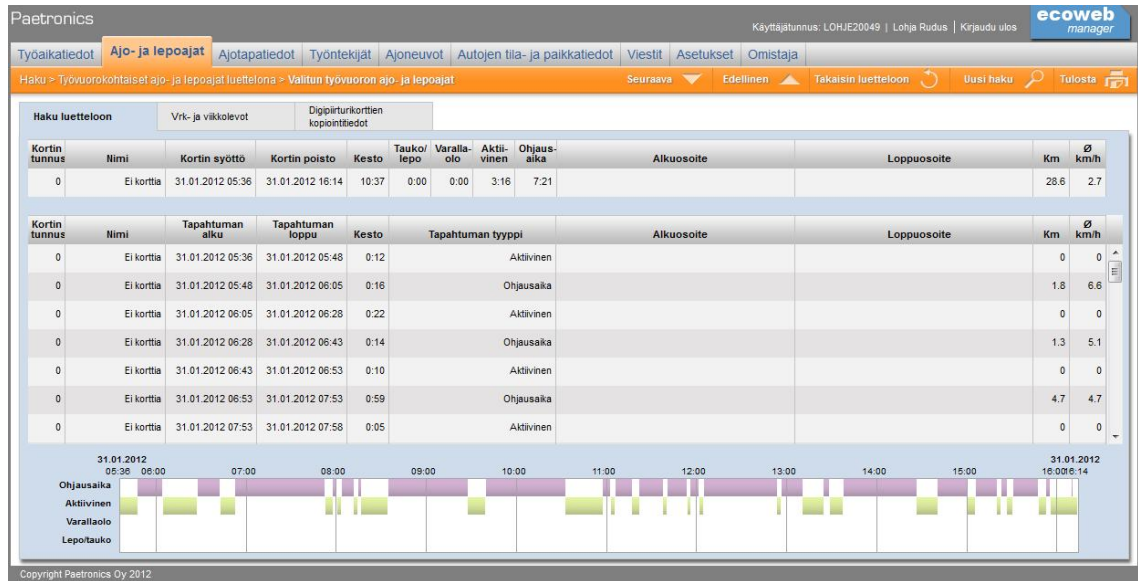 Paetronics
Käyttäjätunnus: LOHJE20049 | Lohja Rudus | Kirjaudu ulos
ecoweb
manager
Työaikatiedot Ajo- ja lepoajat Ajotapatiedot Työntekijät Ajoneuvot Autojen tila- ja paikkatiedot Viestit Asetukset Omistaja
Haku > Työvuorokohtaiset ajo- ja lepoajat luettelona > Valitun työvuoron ajo- ja lepoajat Seuraava Edellinen Takaisin luetteloon Uusi haku Tulosta
Haku luetteloon Vrk- ja viikkolevot Digipiirturikorttien
kopiointitiedot
Kortin Tauko/ Varalla- Aktii- Ohjaus- Ø
tunnus Nimi Kortin syöttö Kortin poisto Kesto lepo olo vinen aika Alkuosoite Loppuosoite Km km/h
0 Ei korttia 31.01.2012 05:36 31.01.2012 16:14 10:37 0:00 0:00 3:16 7:21 28.6 2.7
Kortin Tapahtuman Tapahtuman Ø
tunnus Nimi alku loppu Kesto Tapahtuman tyyppi Alkuosoite Loppuosoite Km km/h
0 Ei korttia 31.01.2012 05:36 31.01.2012 05:48 0:12 Aktiivinen 0 0
0 Ei korttia 31.01.2012 05:48 31.01.2012 06:05 0:16 Ohjausaika 1.8 6.6
0 Ei korttia 31.01.2012 06:05 31.01.2012 06:28 0:22 Aktiivinen 0 0
0 Ei korttia 31.01.2012 06:28 31.01.2012 06:43 0:14 Ohjausaika 1.3 5.1
0 Ei korttia 31.01.2012 06:43 31.01.2012 06:53 0:10 Aktiivinen 0 0
0 Ei korttia 31.01.2012 06:53 31.01.2012 07:53 0:59 Ohjausaika 4.7 4.7
0 Ei korttia 31.01.2012 07:53 31.01.2012 07:58 0:05 Aktiivinen 0 0
31.01.2012 31.01.2012
05:36 06:00 07:00 08:00 09:00 10:00 11:00 12:00 13:00 14:00 15:00 16:00 16:14
Ohjausaika
Aktiivinen
Varallaolo
Lepo/tauko
Copyright Paetronics Oy 2012